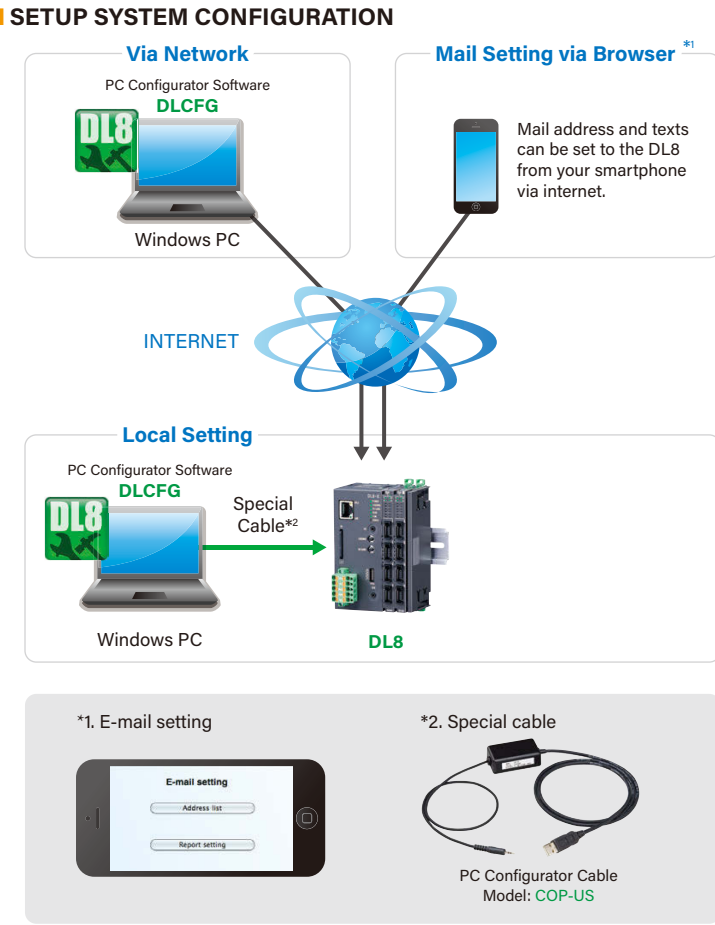 SETUP SYSTEM CONFIGURATION
Via Network
PC Configurator Software
DLCFG
DL8
Windows PC
Mail Setting via Browser *1
Mail address and texts
can be set to the DL8
from your smartphone
via internet.
INTERNET
Local Setting
PC Configurator Software
DLCFG
DL8
Special
Cable*2
Windows PC
DL8
*1. E-mail setting
E-mail setting
Address list
Report setting
*2. Special cable
PC Configurator Cable
Model: COP-US